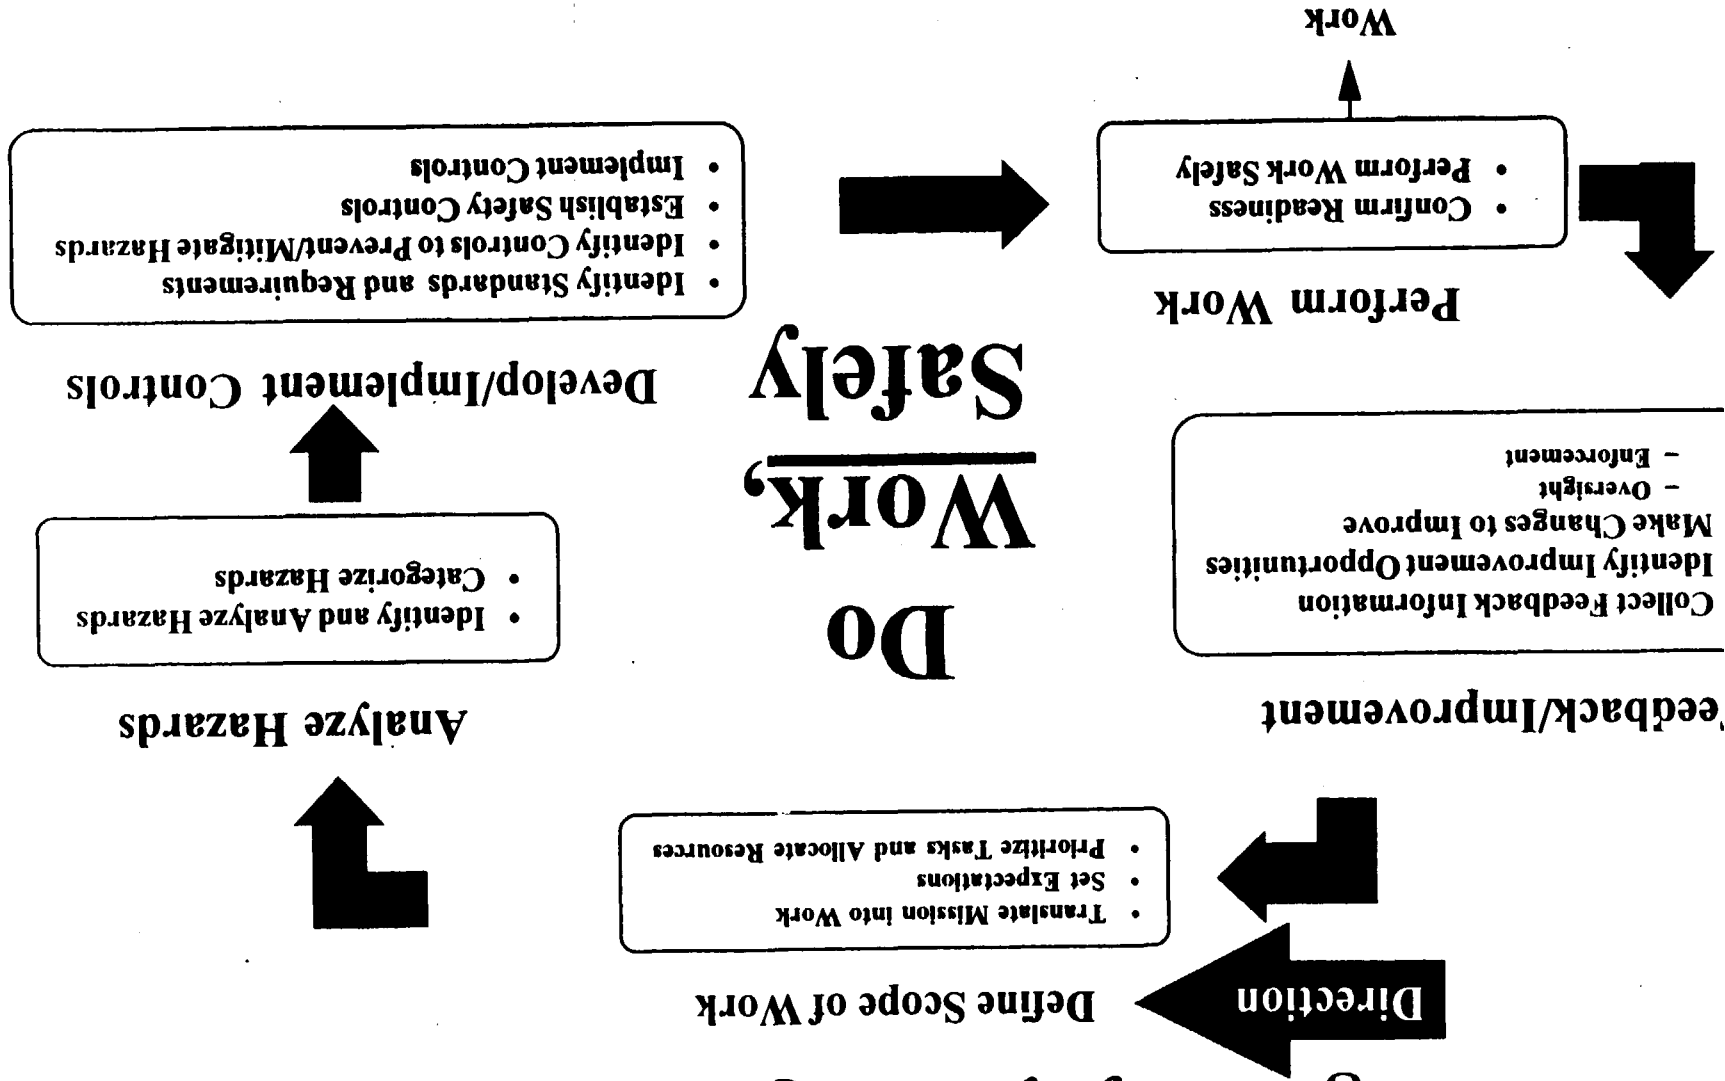 Direction
Define Scope of Work
• Translate Mission into Work
• Set Expectations
• Prioritize Tasks and Allocate Resources
eedback/Improvement
Collect Feedback Information
Identify Improvement Opportunities
Make Changes to Improve
– Oversight
– Enforcement
Do
Work,
Safely
Analyze Hazards
• Identify and Analyze Hazards
• Categorize Hazards
Develop/Implement Controls
• Identify Standards and Requirements
• Identify Controls to Prevent/Mitigate Hazards
• Establish Safety Controls
• Implement Controls
Perform Work
• Confirm Readiness
• Perform Work Safely
Work